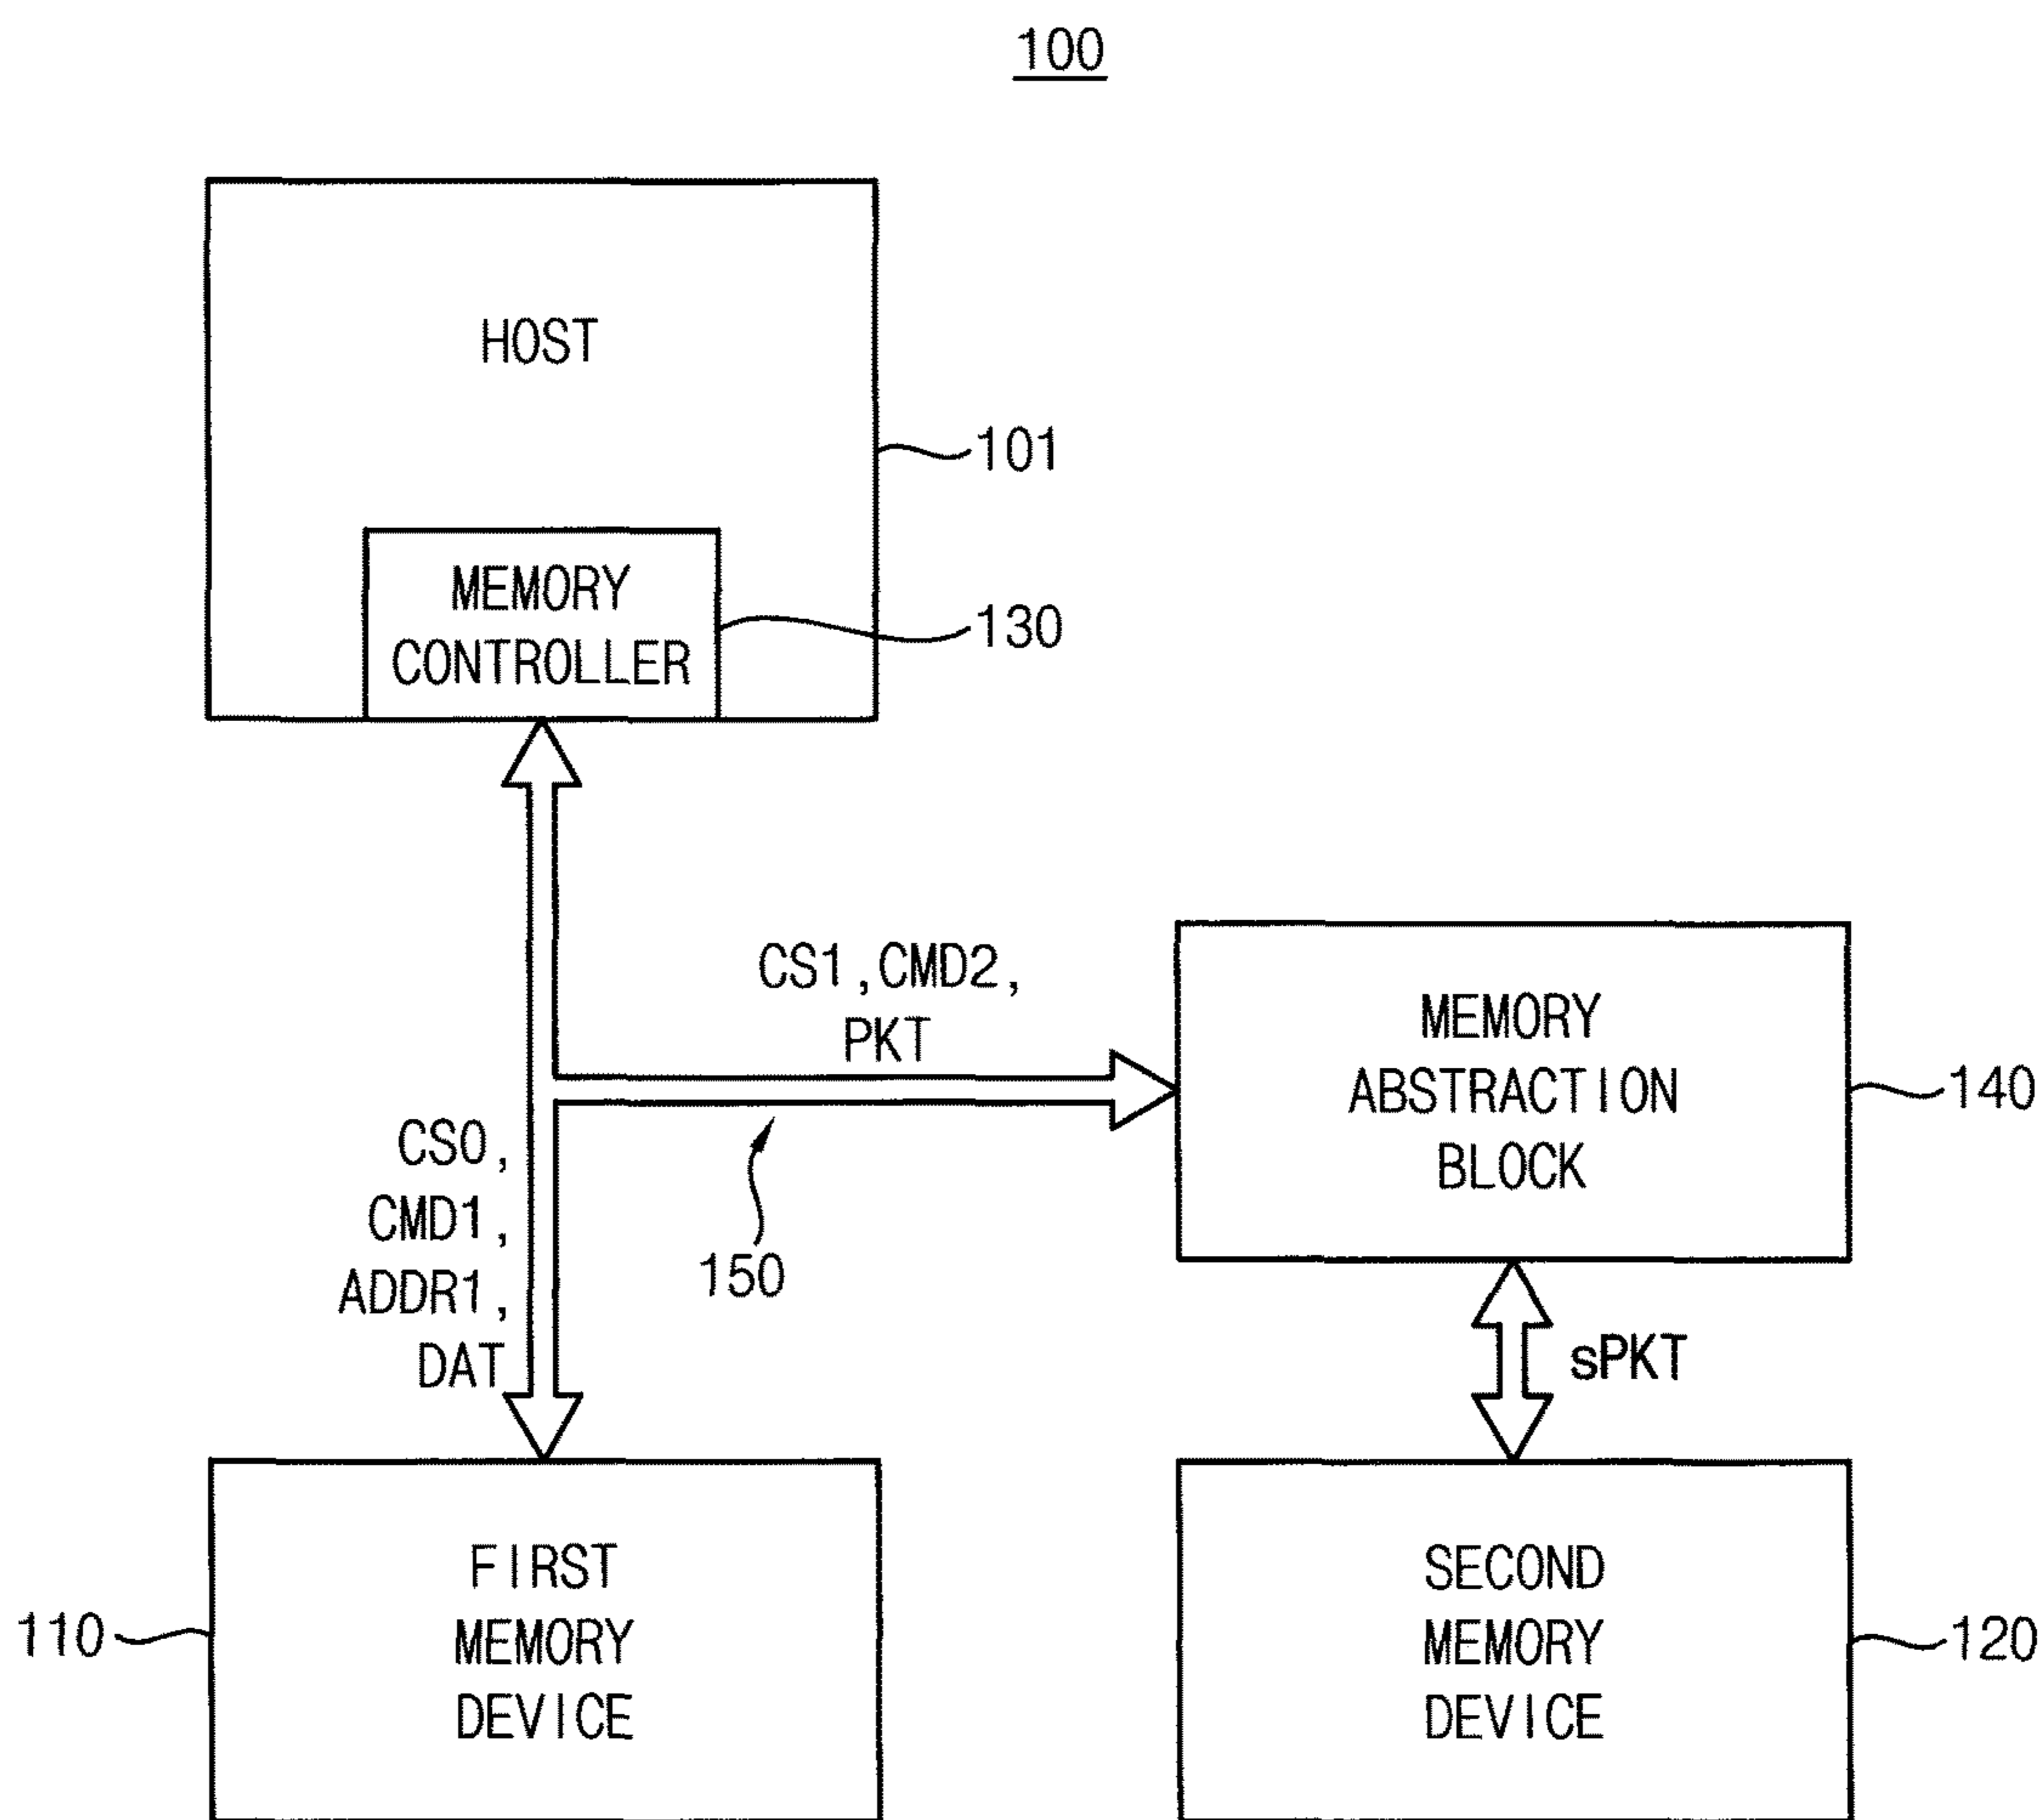 100
HOST
101
MEMORY
CONTROLLER
130
CS1,CMD2,
PKT
MEMORY
ABSTRACTION
BLOCK
140
CS0,
CMD1,
ADDR1,
DAT
150
sPKT
FIRST
MEMORY
DEVICE
110
SECOND
MEMORY
DEVICE
120